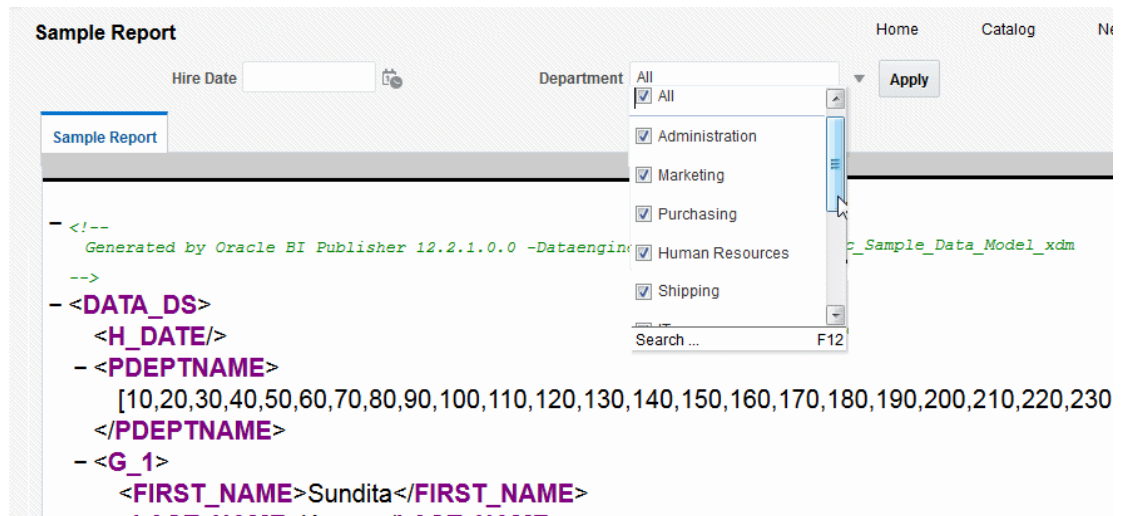 Sample Report
Home Catalog
Hire Date Department All Apply
All
Sample Report
Administration
Marketing
Purchasing
Human Resources
Shipping
Search ... F12
<!--
Generated by Oracle BI Publisher 12.2.1.0.0 -Dataengin c_Sample_Data_Model_xdm
-->
<DATA_DS>
<H_DATE/>
<PDEPTNAME>
[10,20,30,40,50,60,70,80,90,100,110,120,130,140,150,160,170,180,190,200,210,220,230
</PDEPTNAME>
<G_1>
<FIRST_NAME>Sundita</FIRST_NAME>